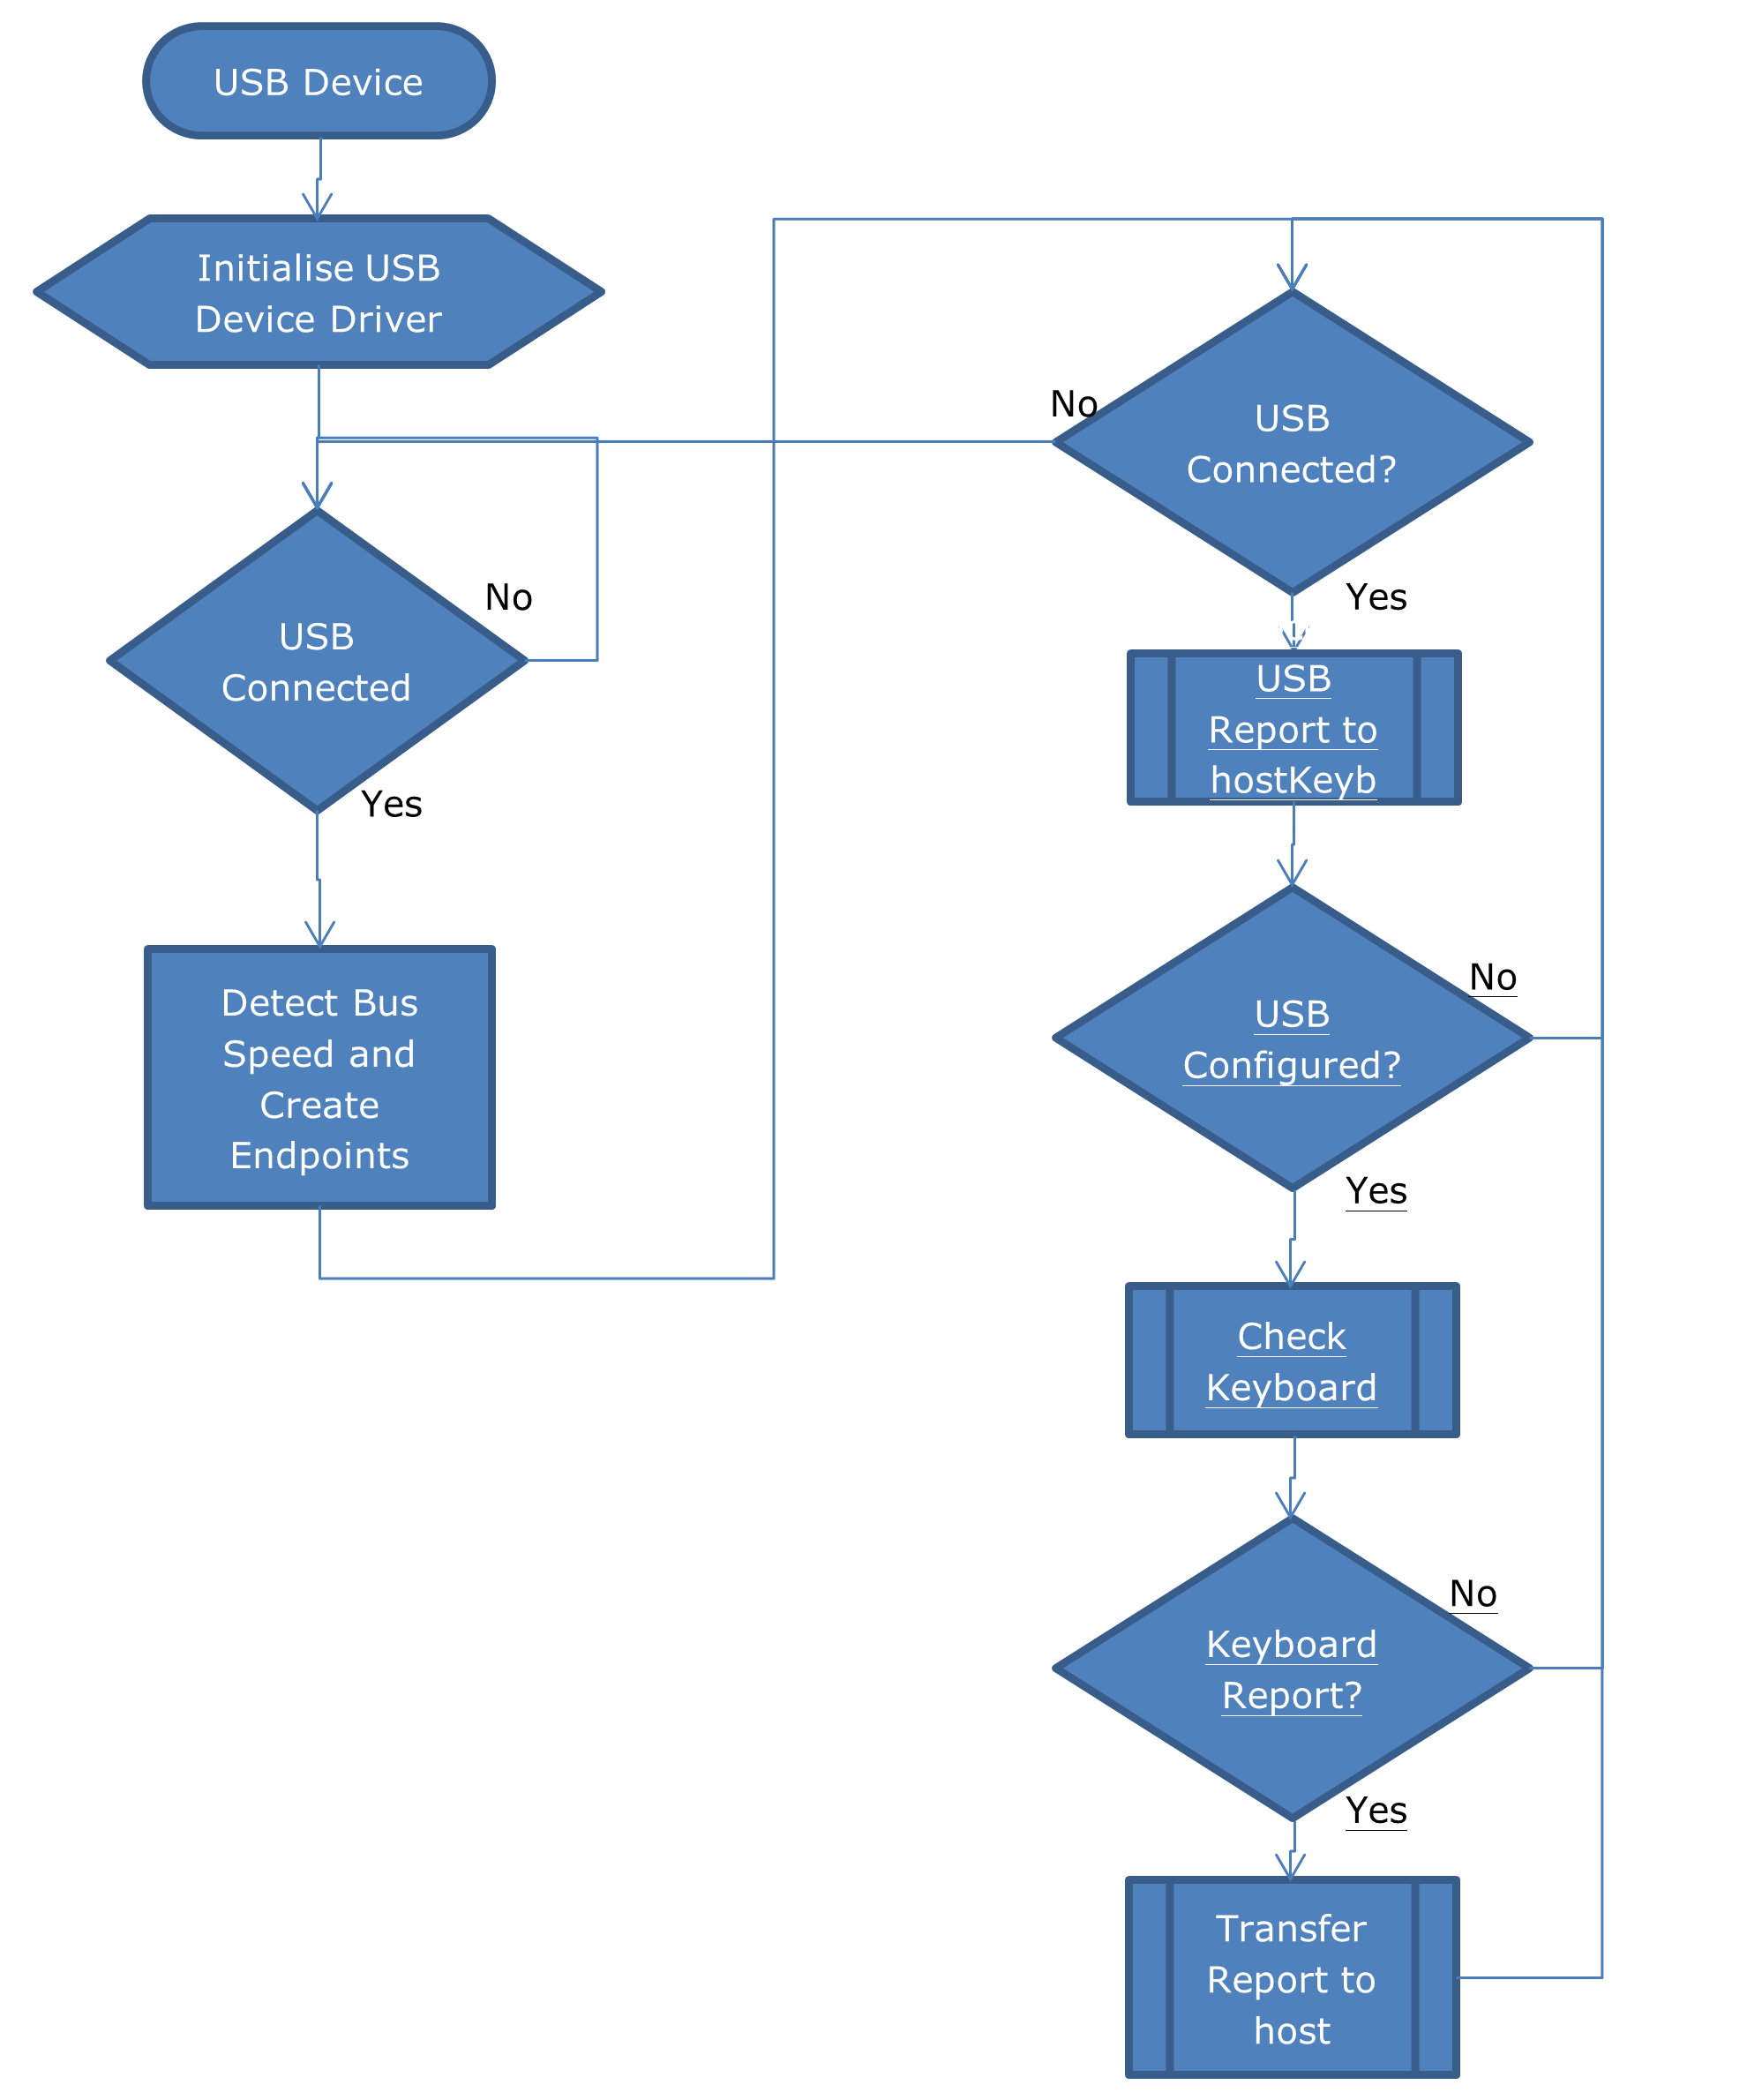 USB Device
Initialise USB
Device Driver
USB
Connected
No
Yes
Detect Bus
Speed and
Create
Endpoints
No
USB
Connected?
Yes
USB
Report to
hostKeyb
USB
Configured?
No
Yes
Check
Keyboard
Keyboard
Report?
No
Yes
Transfer
Report to
host